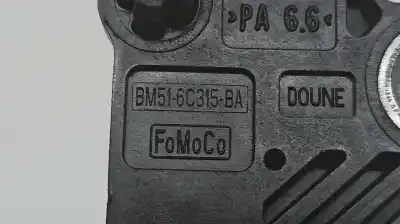 >PA 6.6<
BM51-6C315-BA
DOUNE
FoMoCo